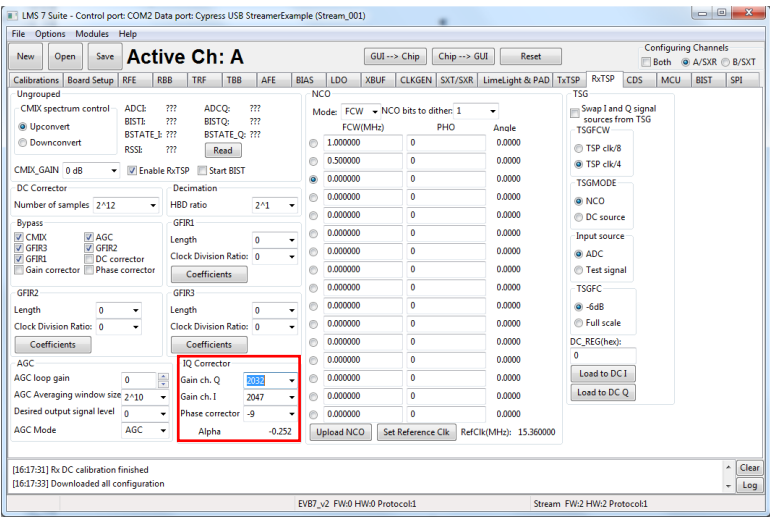 LMS 7 Suite - Control port: COM2 Data port: Cypress USB StreamerExample (Stream_001)
File Options Modules Help
New Open Save Active Ch: A GUI --> Chip Chip --> GUI Reset
Configuring Channels
Both A/SXR B/SXT
Calibrations Board Setup RFE RBB TRF TBB AFE BIAS LDO XBUF CLKGEN SXT/SXR LimeLight & PAD TxTSP RxTSP CDS MCU BIST SPI
Ungrouped
CMIX spectrum control
Upconvert
Downconvert
ADCI: ??? ADCQ: ???
BISTI: ??? BISTQ: ???
BSTATE_I: ??? BSTATE_Q: ???
RSSI: ??? Read
CMIX_GAIN 0 dB Enable RxTSP Start BIST
DC Corrector
Number of samples 2^12
Decimation
HBD ratio 2^1
Bypass
CMIX AGC
GFIR3 GFIR2
GFIR1 DC corrector
Gain corrector Phase corrector
GFIR1
Length 0
Clock Division Ratio: 0
Coefficients
GFIR2
Length 0
Clock Division Ratio: 0
Coefficients
GFIR3
Length 0
Clock Division Ratio: 0
Coefficients
AGC
AGC loop gain 0
AGC Averaging window size 2^10
Desired output signal level 0
AGC Mode AGC
IQ Corrector
Gain ch. Q 2032
Gain ch. I 2047
Phase corrector -9
Alpha -0.252
NCO
Mode: FCW NCO bits to dither: 1
FCW(MHz) PHO Angle
1.000000 0 0.0000
0.500000 0 0.0000
0.000000 0 0.0000
0.000000 0 0.0000
0.000000 0 0.0000
0.000000 0 0.0000
0.000000 0 0.0000
0.000000 0 0.0000
0.000000 0 0.0000
0.000000 0 0.0000
0.000000 0 0.0000
0.000000 0 0.0000
0.000000 0 0.0000
0.000000 0 0.0000
0.000000 0 0.0000
0.000000 0 0.0000
Upload NCO Set Reference Clk RefClk(MHz): 15.360000
TSG
Swap I and Q signal
sources from TSG
TSGFCW
TSP clk/8
TSP clk/4
TSGMODE
NCO
DC source
Input source
ADC
Test signal
TSGFC
-6dB
Full scale
DC_REG(hex):
0
Load to DC I
Load to DC Q
[16:17:31] Rx DC calibration finished
[16:17:33] Downloaded all configuration
Clear
Log
EVB7_v2 FW:0 HW:0 Protocol:1 Stream FW:2 HW:2 Protocol:1